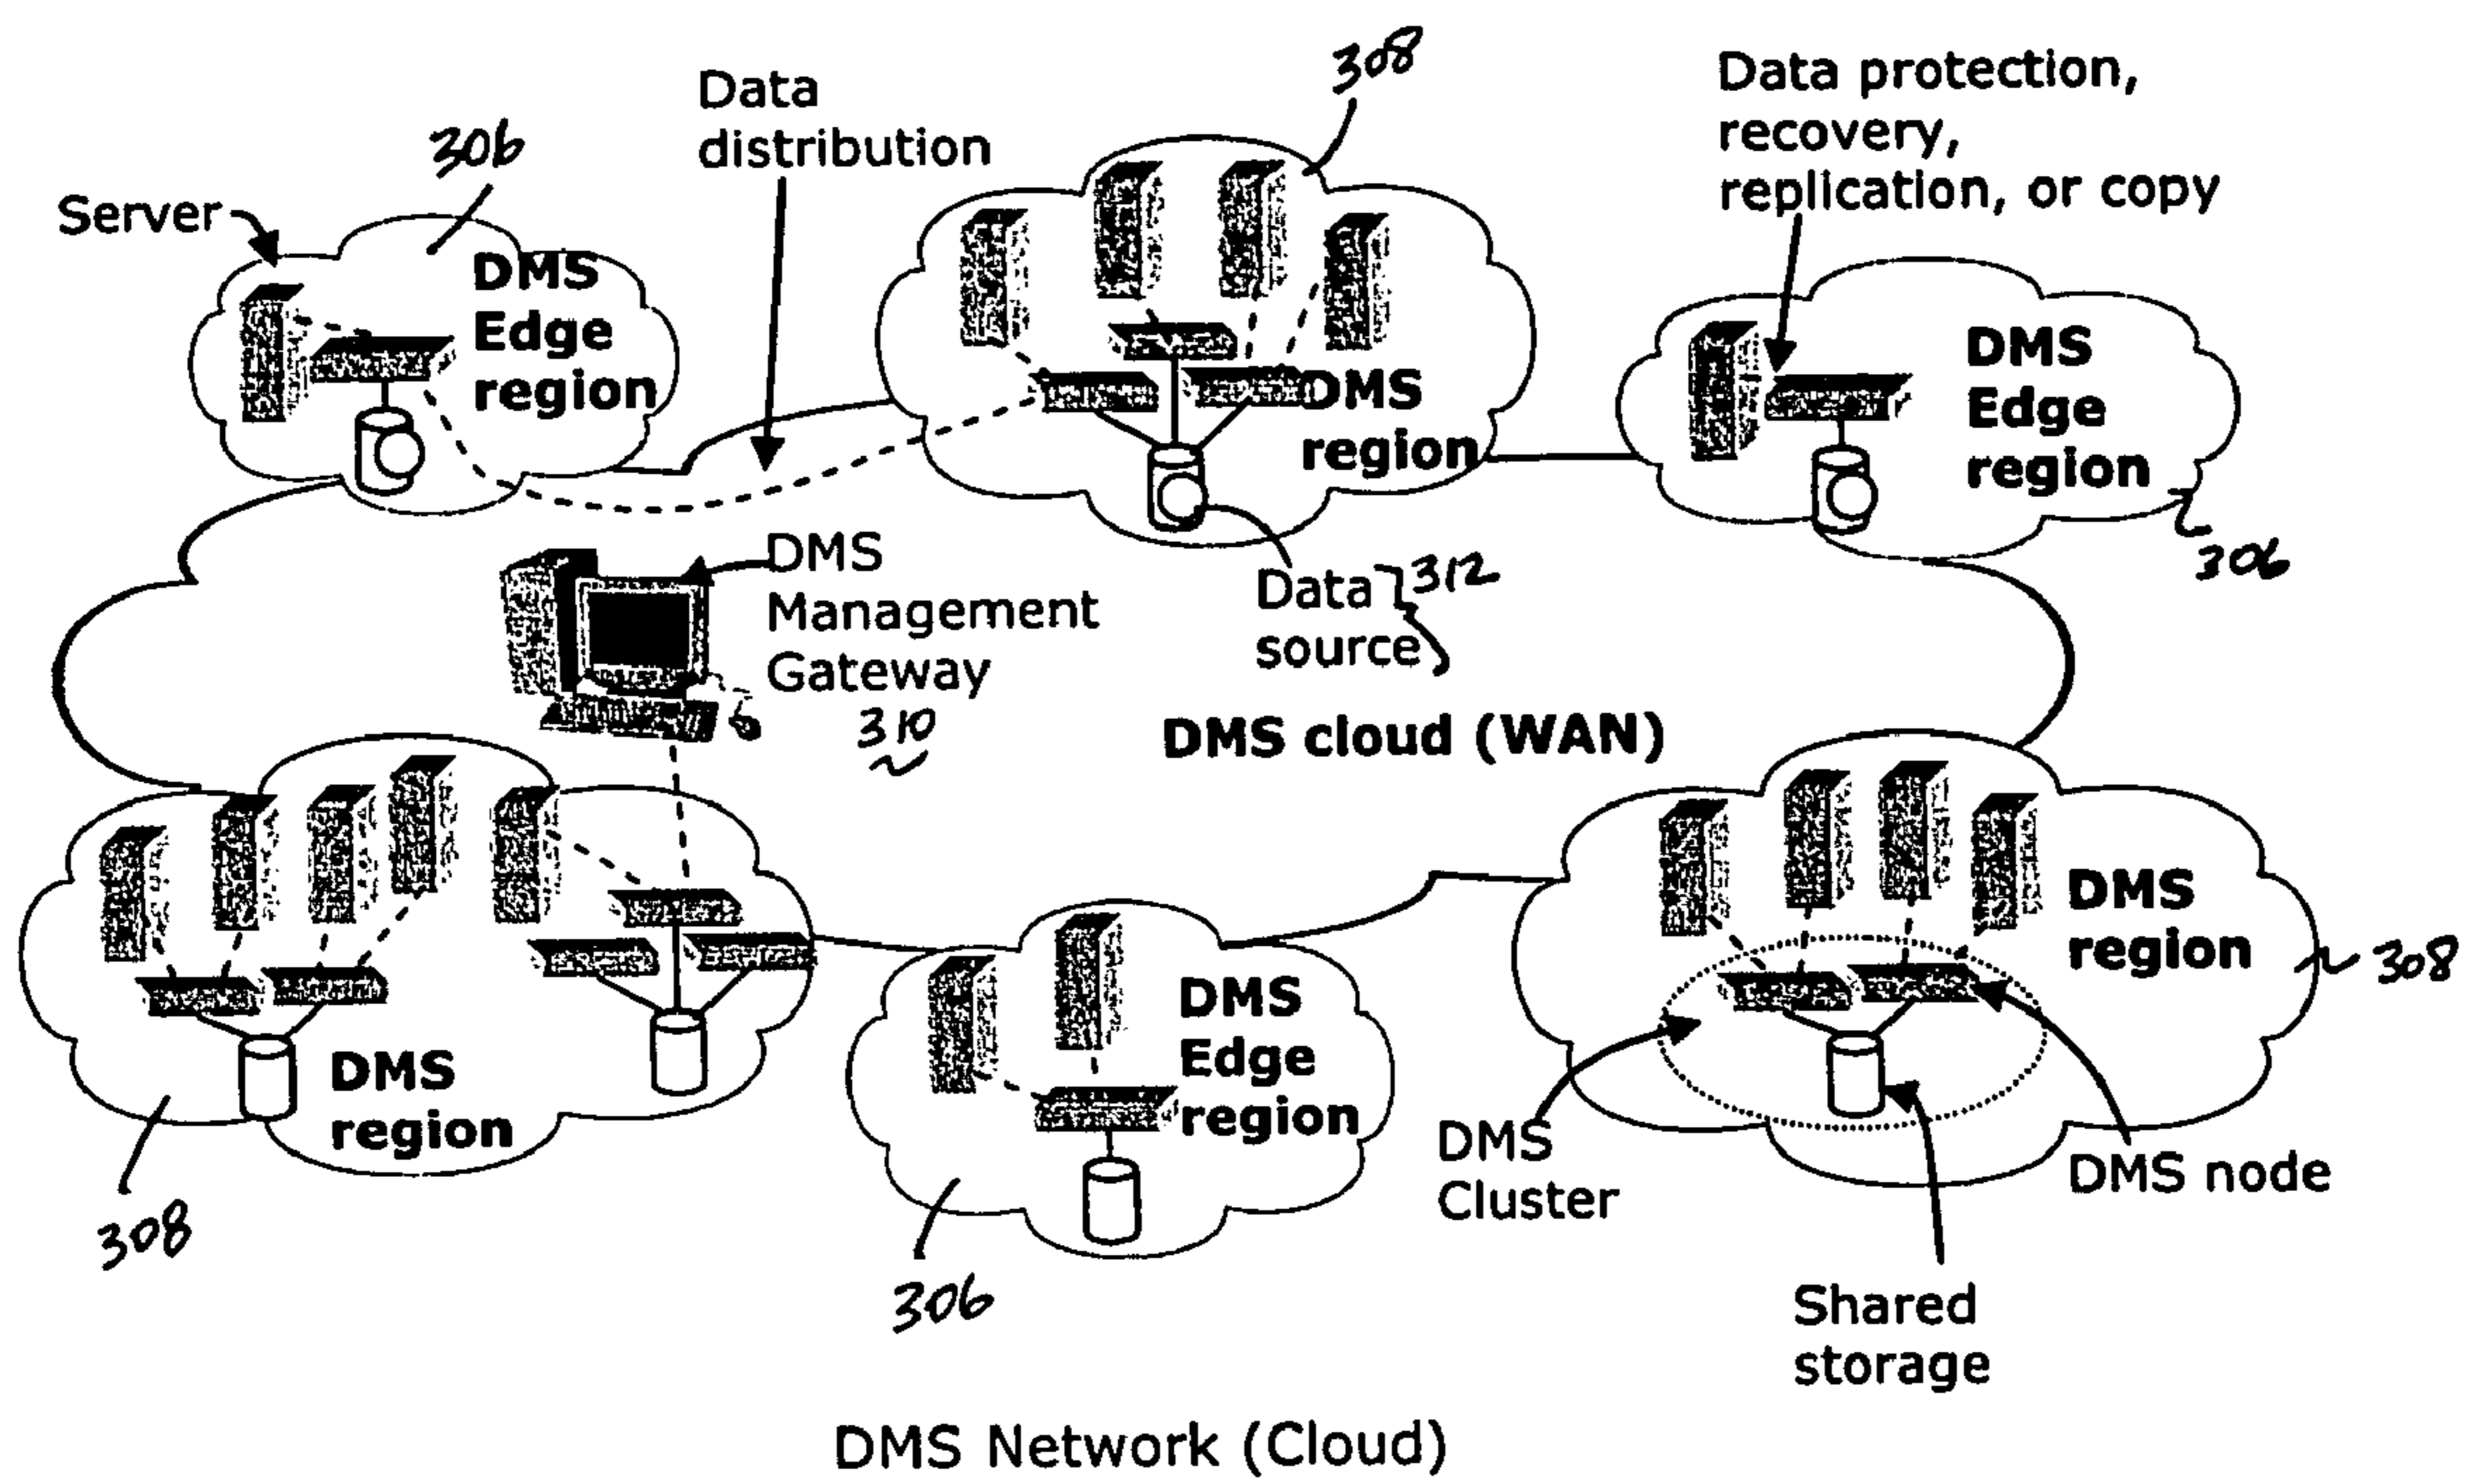 308
Data protection,
recovery,
replication, or copy
Data
distribution
306
Server
DMS
Edge
region
DMS
region
DMS
Edge
region
306
DMS
Management
Gateway
310
Data
source
312
DMS cloud (WAN)
DMS
region
308
DMS
Edge
region
306
DMS
region
308
DMS
Cluster
DMS node
Shared
storage
DMS Network (Cloud)